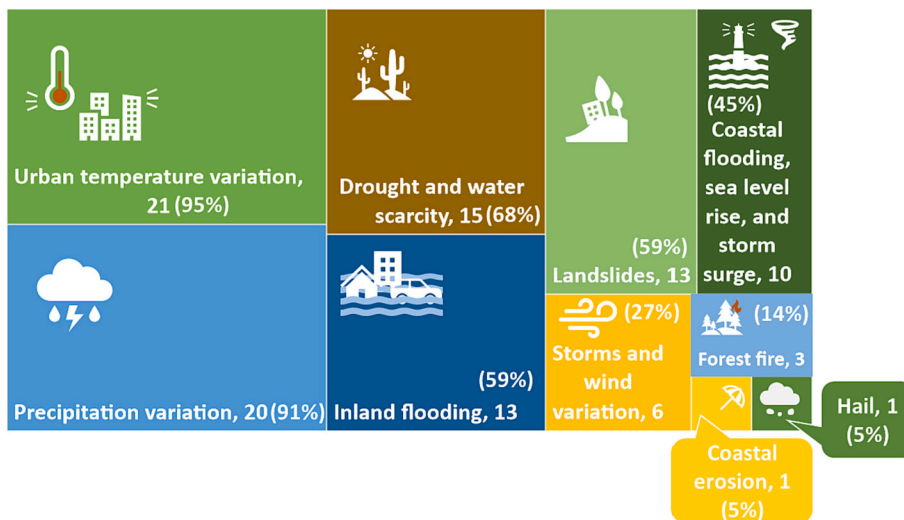 Urban temperature variation,
21 (95%)
Precipitation variation, 20 (91%)
Drought and water
scarcity, 15 (68%)
(59%)
Inland flooding, 13
(59%)
Landslides, 13
(45%)
Coastal
flooding,
sea level
rise, and
storm
surge, 10
(27%)
Storms and
wind
variation, 6
(14%)
Forest fire, 3
Coastal
erosion, 1
(5%)
Hail, 1
(5%)